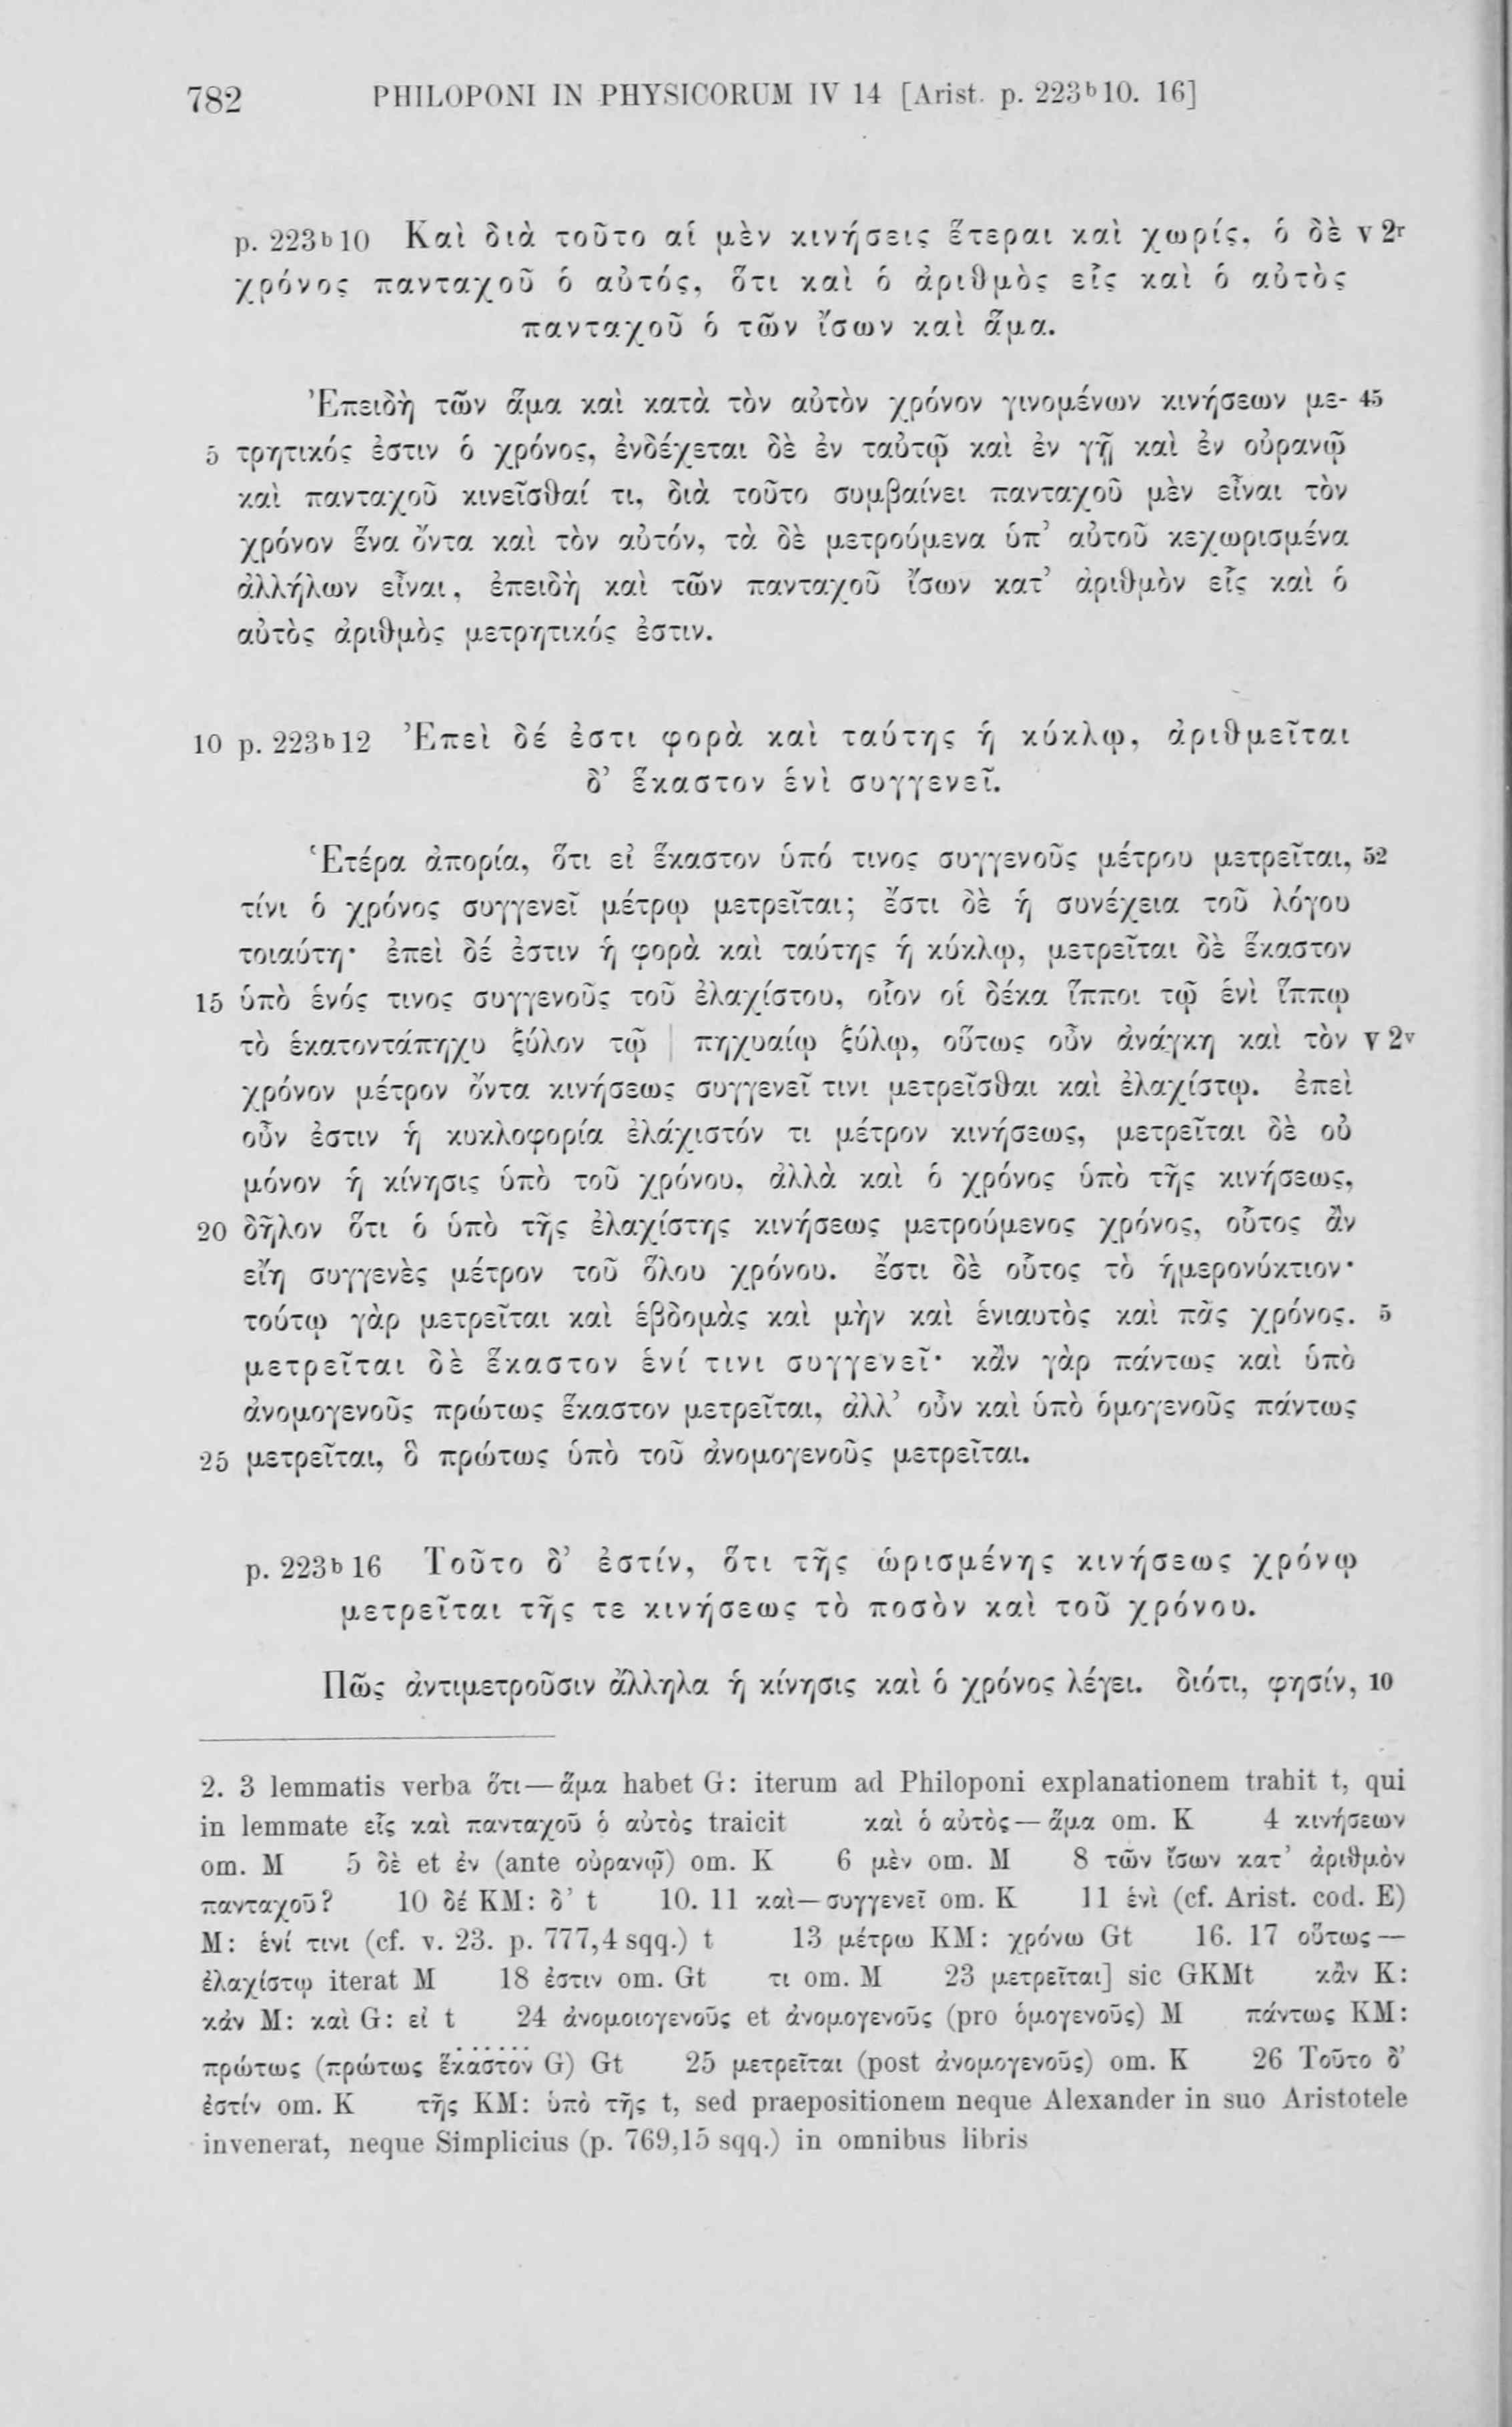 782 PHILOPONI IN PHYSICORUM IV 14 [Arist. p. 223ᵇ10. 16]
p. 223ᵇ10 Καὶ διὰ τοῦτο αἱ μὲν κινήσεις ἕτεραι καὶ χωρίς, ὁ δὲ v 2ʳ
χρόνος πανταχοῦ ὁ αὐτός, ὅτι καὶ ὁ ἀριθμὸς εἷς καὶ ὁ αὐτὸς
πανταχοῦ ὁ τῶν ἴσων καὶ ἅμα.
Ἐπειδὴ τῶν ἅμα καὶ κατὰ τὸν αὐτὸν χρόνον γινομένων κινήσεων με- 45
5 τρητικός ἐστιν ὁ χρόνος, ἐνδέχεται δὲ ἐν ταὐτῷ καὶ ἐν γῇ καὶ ἐν οὐρανῷ
καὶ πανταχοῦ κινεῖσθαί τι, διὰ τοῦτο συμβαίνει πανταχοῦ μὲν εἶναι τὸν
χρόνον ἕνα ὄντα καὶ τὸν αὐτόν, τὰ δὲ μετρούμενα ὑπ’ αὐτοῦ κεχωρισμένα
ἀλλήλων εἶναι, ἐπειδὴ καὶ τῶν πανταχοῦ ἴσων κατ’ ἀριθμὸν εἷς καὶ ὁ
αὐτὸς ἀριθμὸς μετρητικός ἐστιν.
10 p. 223ᵇ12 Ἐπεὶ δέ ἐστι φορὰ καὶ ταύτης ἡ κύκλῳ, ἀριθμεῖται
δ’ ἕκαστον ἑνὶ συγγενεῖ.
Ἑτέρα ἀπορία, ὅτι εἰ ἕκαστον ὑπό τινος συγγενοῦς μέτρου μετρεῖται, 52
τίνι ὁ χρόνος συγγενεῖ μέτρῳ μετρεῖται; ἔστι δὲ ἡ συνέχεια τοῦ λόγου
τοιαύτη· ἐπεὶ δέ ἐστιν ἡ φορὰ καὶ ταύτης ἡ κύκλῳ, μετρεῖται δὲ ἕκαστον
15 ὑπὸ ἑνός τινος συγγενοῦς τοῦ ἐλαχίστου, οἷον οἱ δέκα ἵπποι τῷ ἑνὶ ἵππῳ
τὸ ἑκατοντάπηχυ ξύλον τῷ | πηχυαίῳ ξύλῳ, οὕτως οὖν ἀνάγκη καὶ τὸν v 2ᵛ
χρόνον μέτρον ὄντα κινήσεως συγγενεῖ τινι μετρεῖσθαι καὶ ἐλαχίστῳ. ἐπεὶ
οὖν ἐστιν ἡ κυκλοφορία ἐλάχιστόν τι μέτρον κινήσεως, μετρεῖται δὲ οὐ
μόνον ἡ κίνησις ὑπὸ τοῦ χρόνου, ἀλλὰ καὶ ὁ χρόνος ὑπὸ τῆς κινήσεως,
20 δῆλον ὅτι ὁ ὑπὸ τῆς ἐλαχίστης κινήσεως μετρούμενος χρόνος, οὗτος ἂν
εἴη συγγενὲς μέτρον τοῦ ὅλου χρόνου. ἔστι δὲ οὗτος τὸ ἡμερονύκτιον·
τούτῳ γὰρ μετρεῖται καὶ ἑβδομὰς καὶ μὴν καὶ ἐνιαυτὸς καὶ πᾶς χρόνος. 5
μετρεῖται δὲ ἕκαστον ἑνί τινι συγγενεῖ· κἂν γὰρ πάντως καὶ ὑπὸ
ἀνομογενοῦς πρώτως ἕκαστον μετρεῖται, ἀλλ’ οὖν καὶ ὑπὸ ὁμογενοῦς πάντως
25 μετρεῖται, ὃ πρώτως ὑπὸ τοῦ ἀνομογενοῦς μετρεῖται.
p. 223ᵇ16 Τοῦτο δ’ ἐστίν, ὅτι τῆς ὡρισμένης κινήσεως χρόνῳ
μετρεῖται τῆς τε κινήσεως τὸ ποσὸν καὶ τοῦ χρόνου.
Πῶς ἀντιμετροῦσιν ἄλληλα ἡ κίνησις καὶ ὁ χρόνος λέγει. διότι, φησίν, 10
2. 3 lemmatis verba ὅτι—ἅμα habet G: iterum ad Philoponi explanationem trahit t, qui
in lemmate εἷς καὶ πανταχοῦ ὁ αὐτὸς traicit καὶ ὁ αὐτὸς—ἅμα om. K 4 κινήσεων
om. M 5 δὲ et ἐν (ante οὐρανῷ) om. K 6 μὲν om. M 8 τῶν ἴσων κατ’ ἀριθμὸν
πανταχοῦ? 10 δέ KM: δ’ t 10. 11 καὶ—συγγενεῖ om. K 11 ἑνὶ (cf. Arist. cod. E)
M: ἑνί τινι (cf. v. 23. p. 777,4 sqq.) t 13 μέτρω KM: χρόνω Gt 16. 17 οὕτως—
ἐλαχίστῳ iterat M 18 ἐστιν om. Gt τι om. M 23 μετρεῖται] sic GKMt κἂν K:
κἀν M: καὶ G: εἰ t 24 ἀνομοιογενοῦς et ἀνομογενοῦς (pro ὁμογενοῦς) M πάντως KM:
πρώτως (πρώτως ἕκαστον G) Gt 25 μετρεῖται (post ἀνομογενοῦς) om. K 26 Τοῦτο δ’
ἐστίν om. K τῆς KM: ὑπὸ τῆς t, sed praepositionem neque Alexander in suo Aristotele
invenerat, neque Simplicius (p. 769,15 sqq.) in omnibus libris